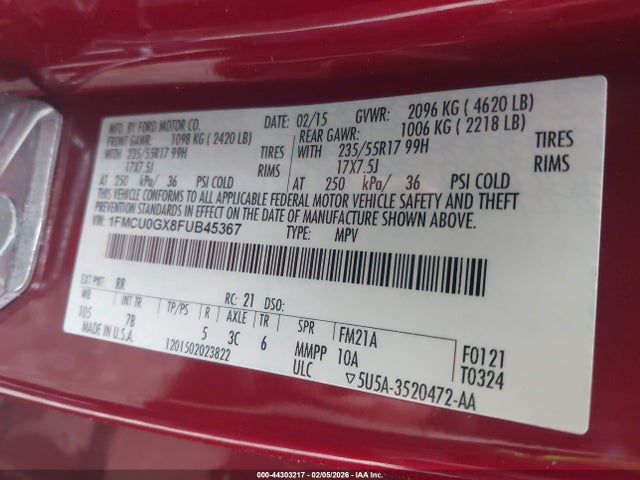 MFD. BY FORD MOTOR CO.
DATE: 02/15 GVWR: 2096 KG ( 4620 LB)
FRONT GAWR: 1098 KG ( 2420 LB) REAR GAWR: 1006 KG ( 2218 LB)
WITH 235/55R17 99H TIRES WITH 235/55R17 99H TIRES
17X7.5J RIMS 17X7.5J RIMS
AT 250 kPa/ 36 PSI COLD AT 250 kPa/ 36 PSI COLD
THIS VEHICLE CONFORMS TO ALL APPLICABLE FEDERAL MOTOR VEHICLE SAFETY AND THEFT
PREVENTION STANDARDS IN EFFECT ON THE DATE OF MANUFACTURE SHOWN ABOVE.
VIN: 1FMCU0GX8FUB45367 TYPE: MPV
EXT PNT: RR RC: 21 DSO:
WB INT TR TP/PS R AXLE TR SPR FM21A F0121
105 7B 5 3C 6 MMPP 10A T0324
MADE IN U.S.A. 1201502023822 ULC ▽5U5A-3520472-AA
000-44303217 - 02/05/2026 - IAA Inc.